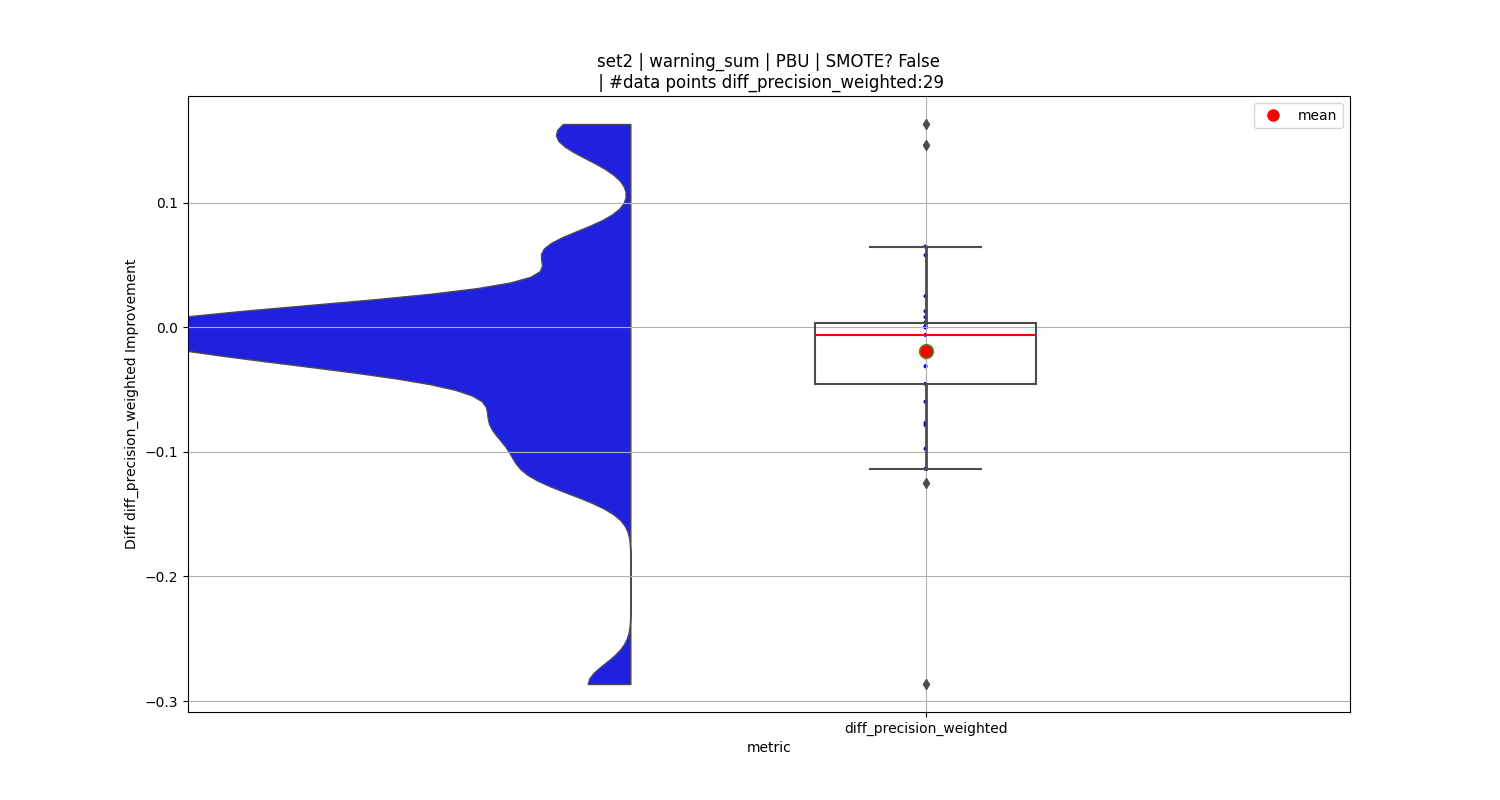 set2 | warning_sum | PBU | SMOTE? False
| #data points diff_precision_weighted:29
mean
0.1
0.0
−0.1
−0.2
−0.3
Diff diff_precision_weighted Improvement
diff_precision_weighted
metric